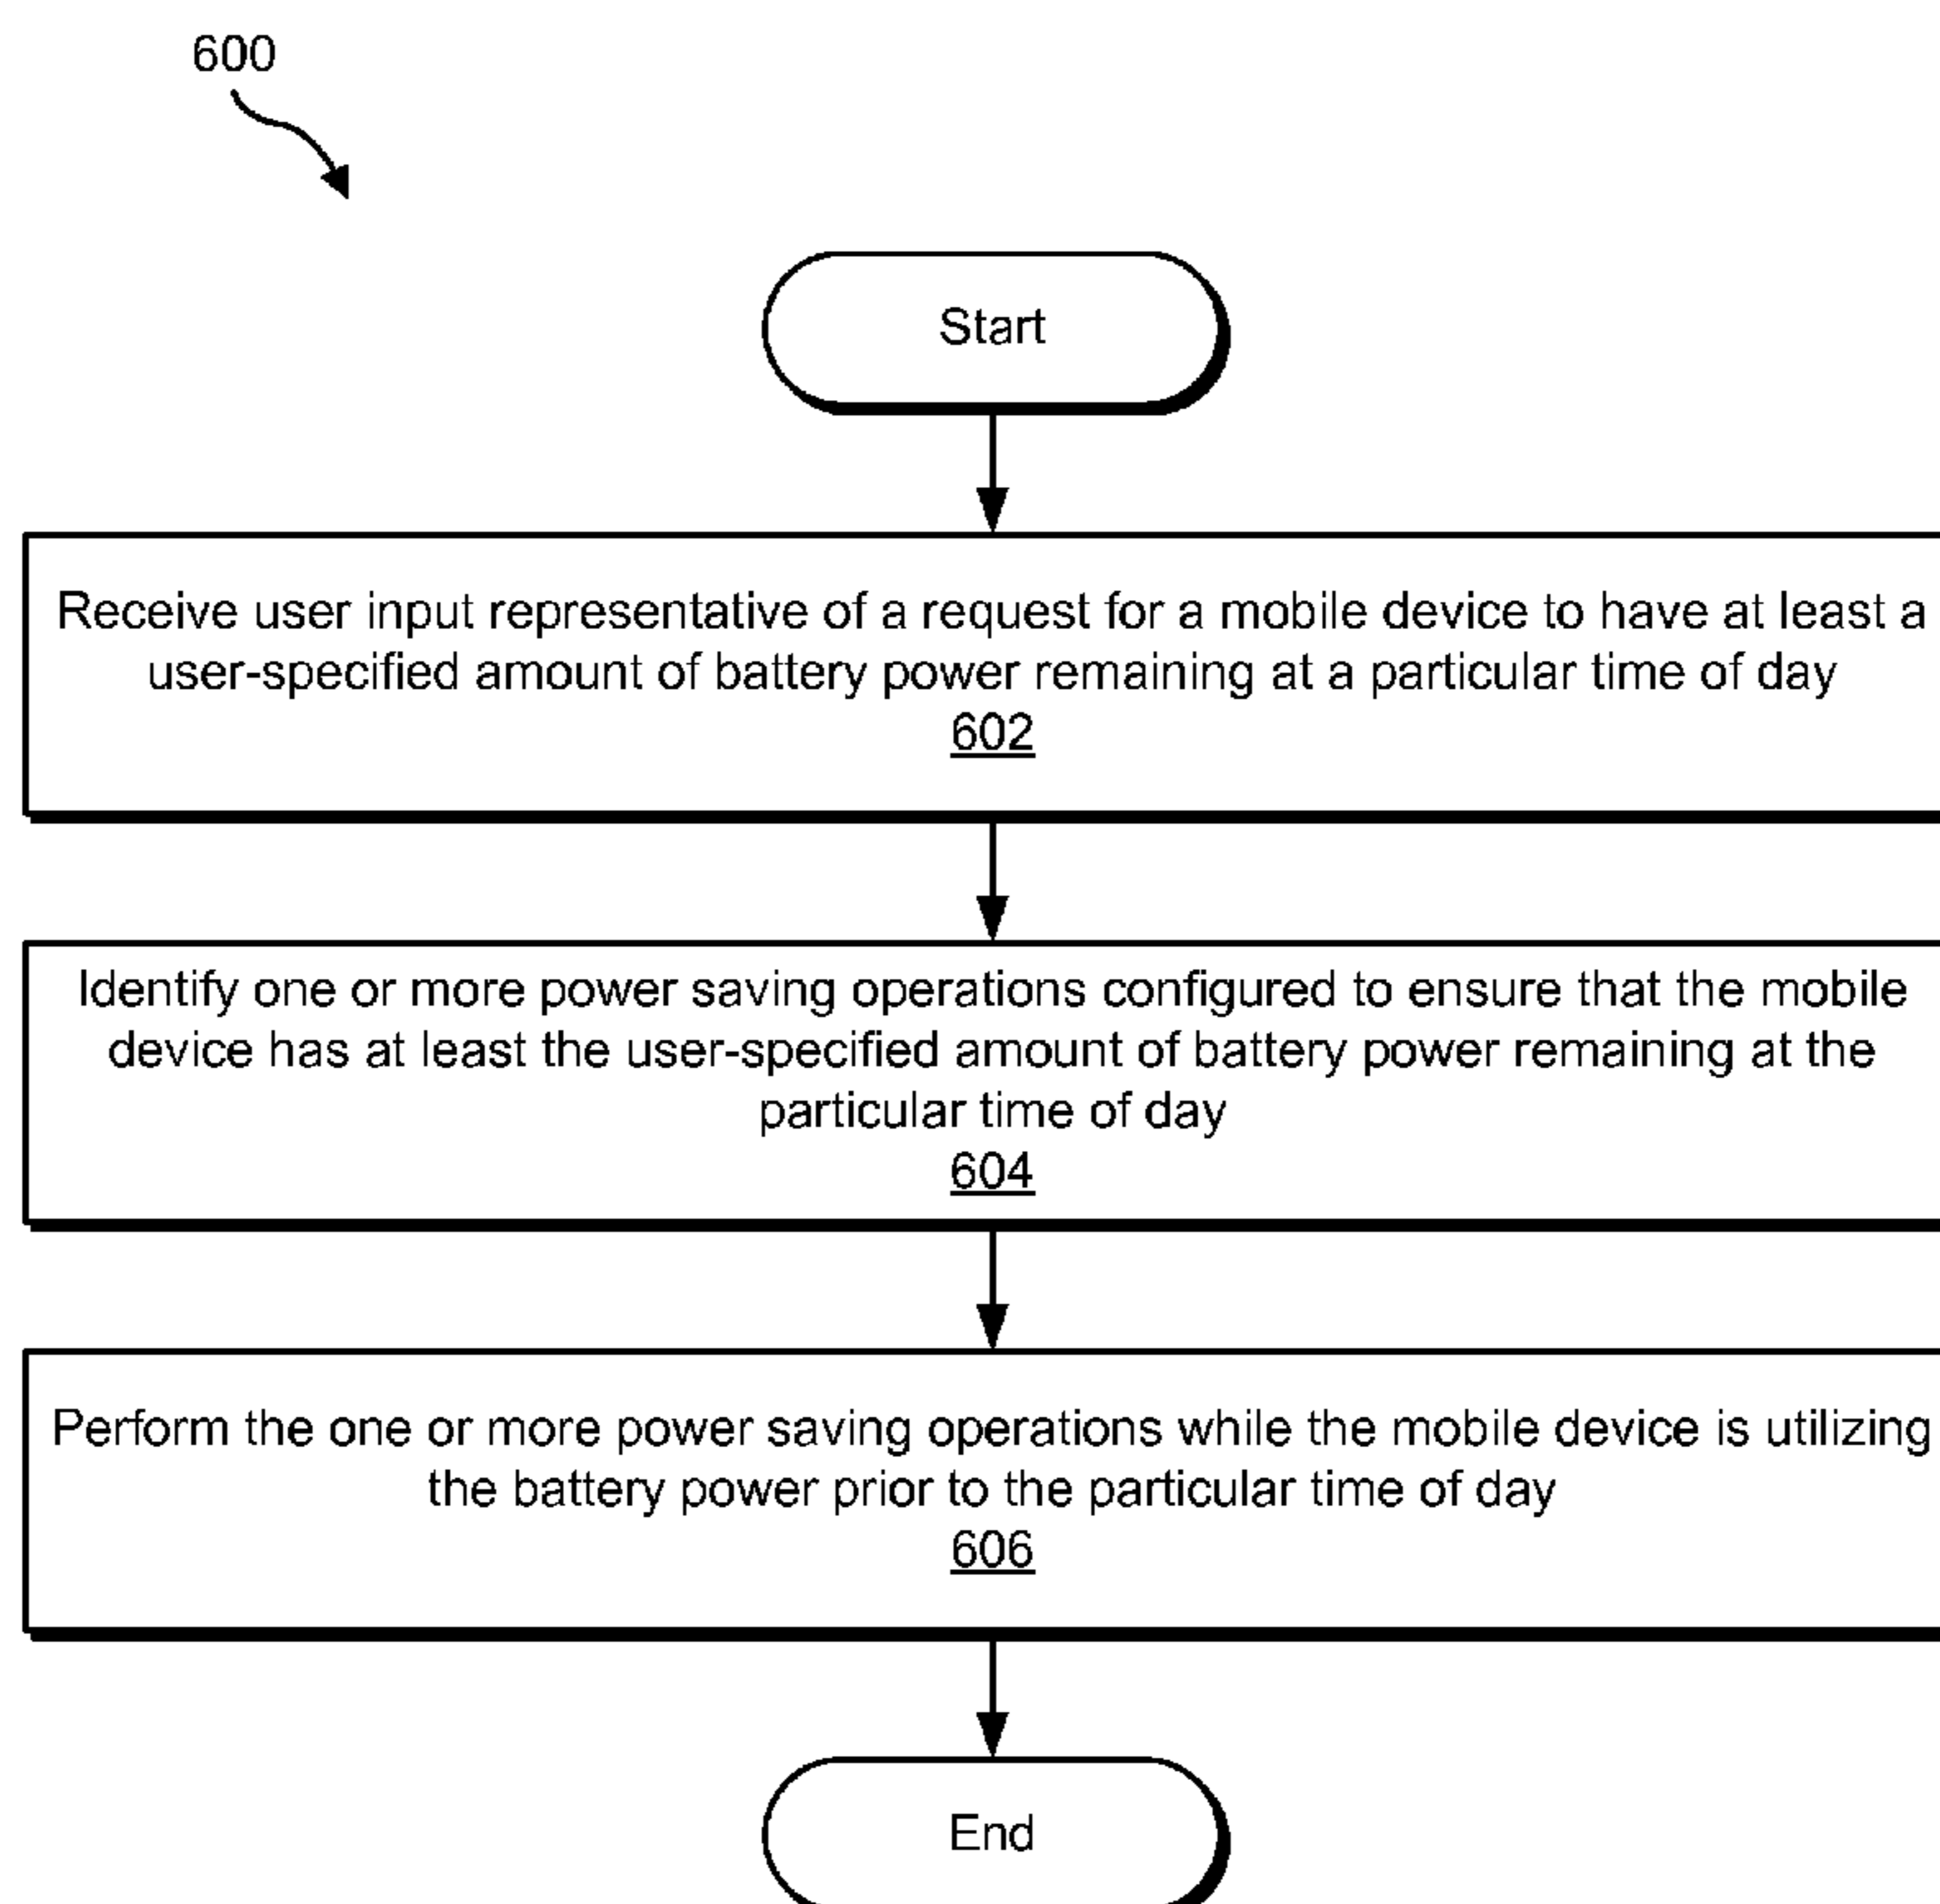 600
Start
Receive user input representative of a request for a mobile device to have at least a
user-specified amount of battery power remaining at a particular time of day
602
Identify one or more power saving operations configured to ensure that the mobile
device has at least the user-specified amount of battery power remaining at the
particular time of day
604
Perform the one or more power saving operations while the mobile device is utilizing
the battery power prior to the particular time of day
606
End